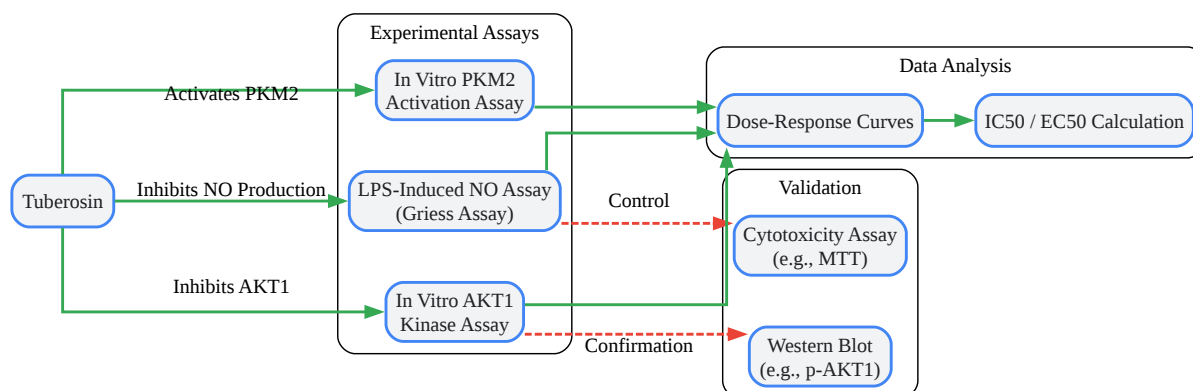 Experimental Assays
In Vitro PKM2
Activation Assay
Activates PKM2
Data Analysis
Dose-Response Curves
IC50 / EC50 Calculation
Tuberosin
Inhibits NO Production
LPS-Induced NO Assay
(Griess Assay)
Control
Validation
Cytotoxicity Assay
(e.g., MTT)
Inhibits AKT1
In Vitro AKT1
Kinase Assay
Confirmation
Western Blot
(e.g., p-AKT1)